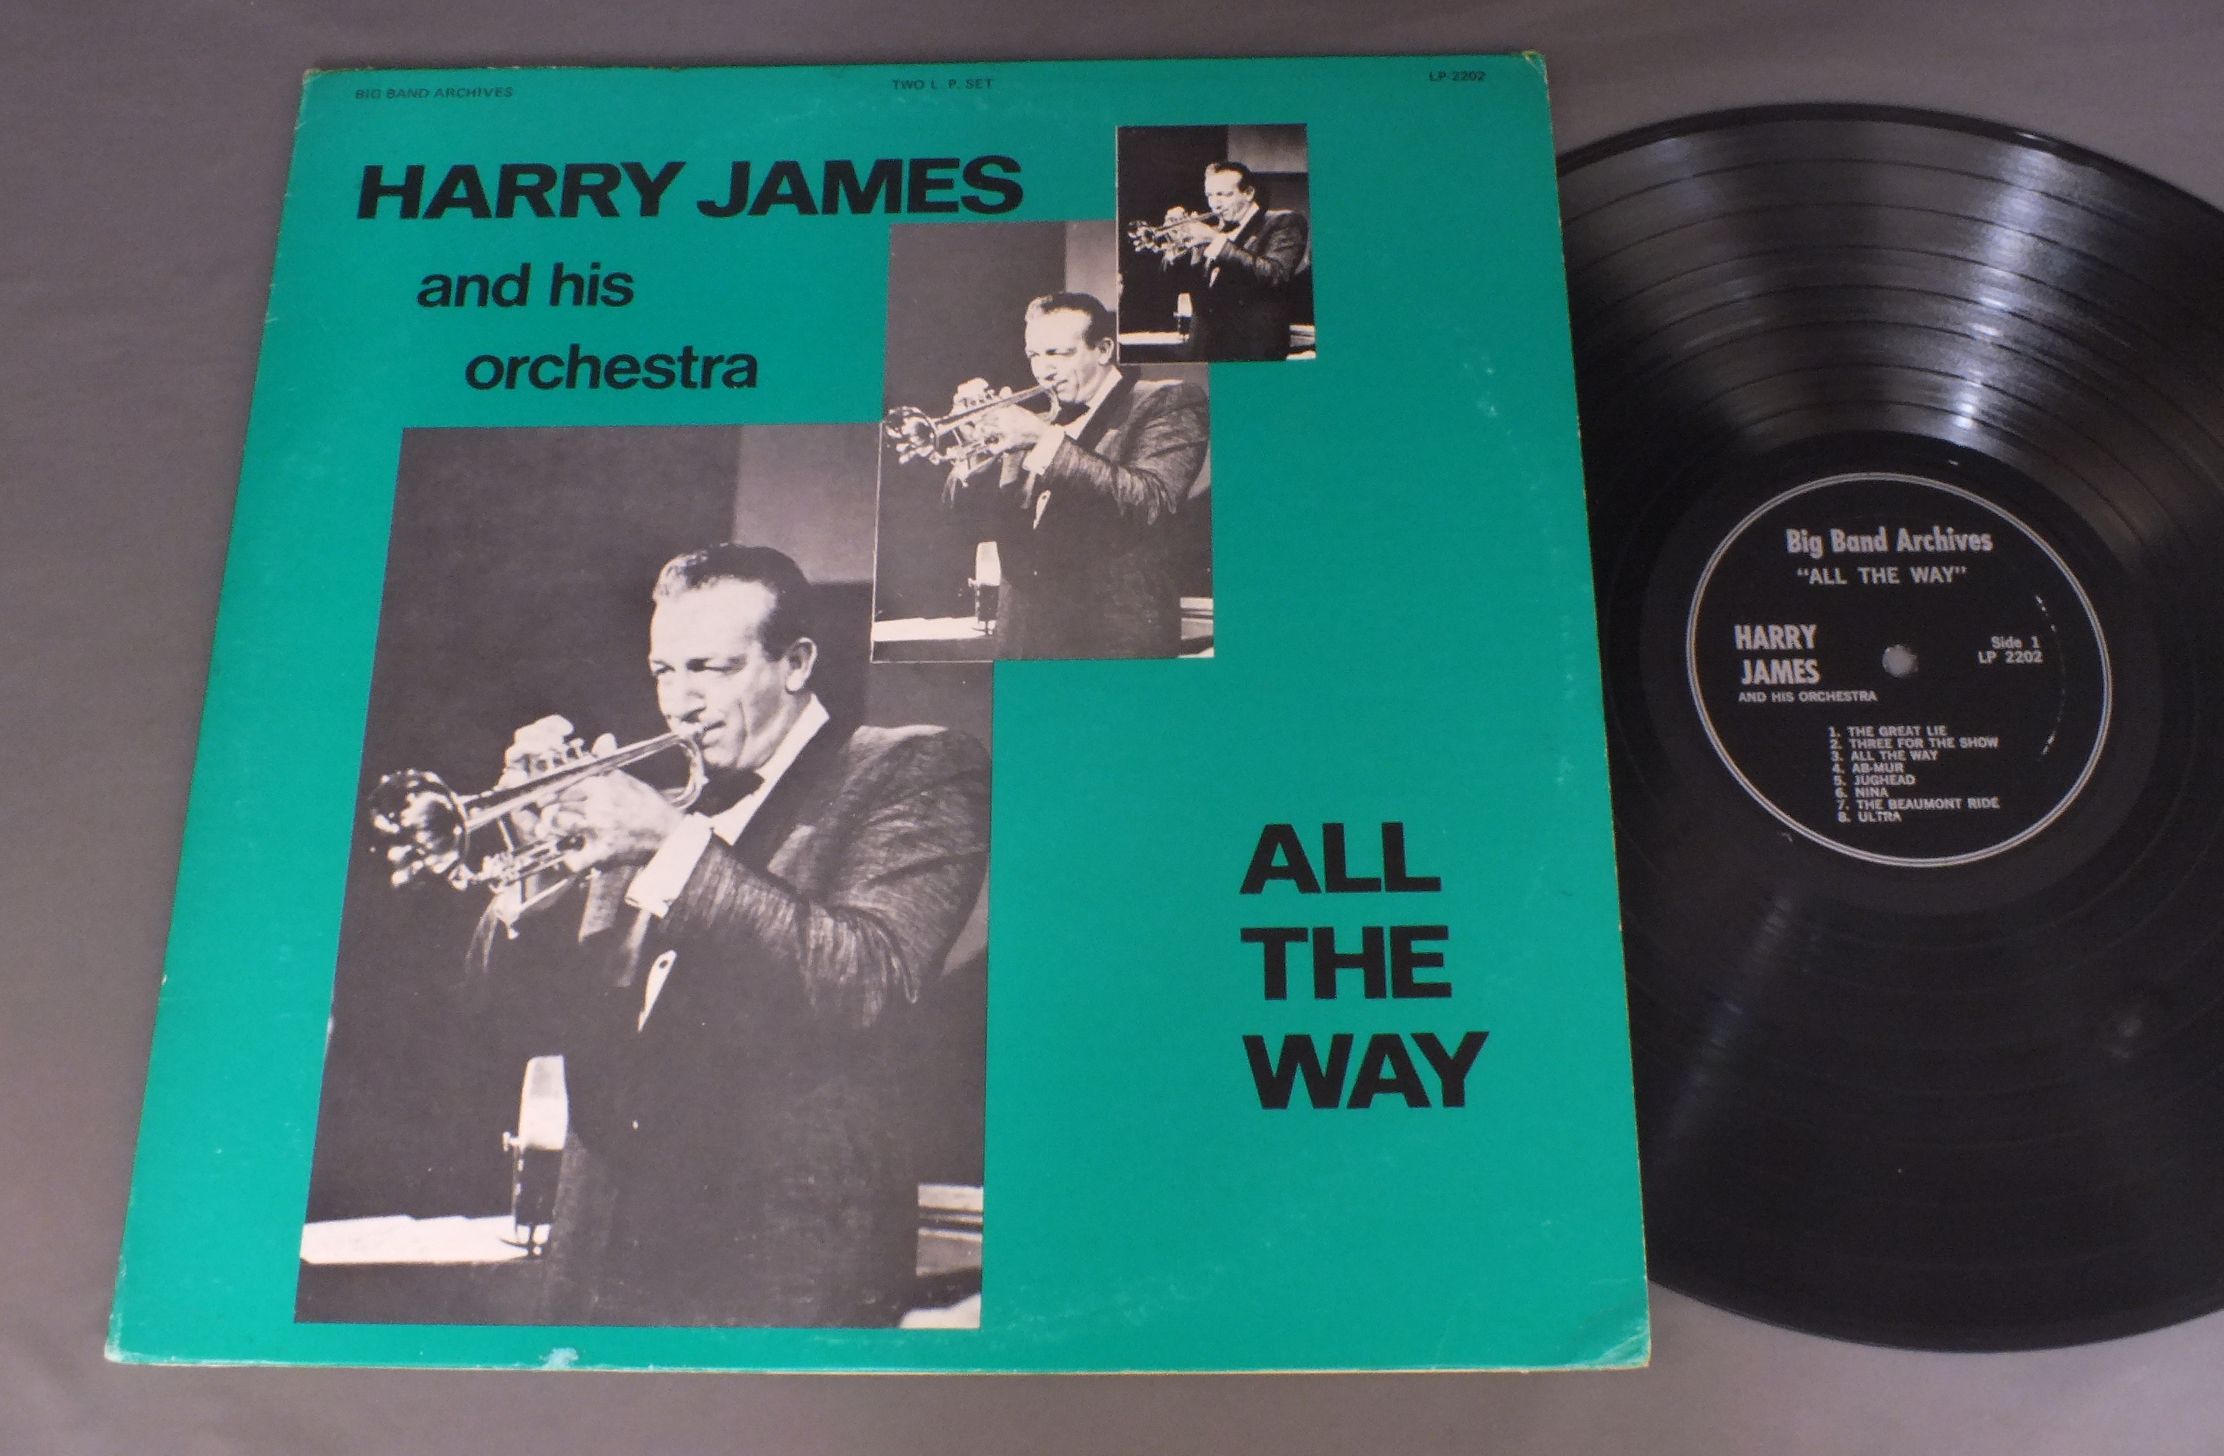 BIG BAND ARCHIVES
TWO L. P. SET
LP-2202
HARRY JAMES
and his
orchestra
ALL
THE
WAY
Big Band Archives
"ALL THE WAY"
HARRY
JAMES
AND HIS ORCHESTRA
Side 1
LP 2202
1. THE GREAT LIE
2. THREE FOR THE SHOW
3. ALL THE WAY
4. AB-MUR
5. JUGHEAD
6. NINA
7. THE BEAUMONT RIDE
8. ULTRA